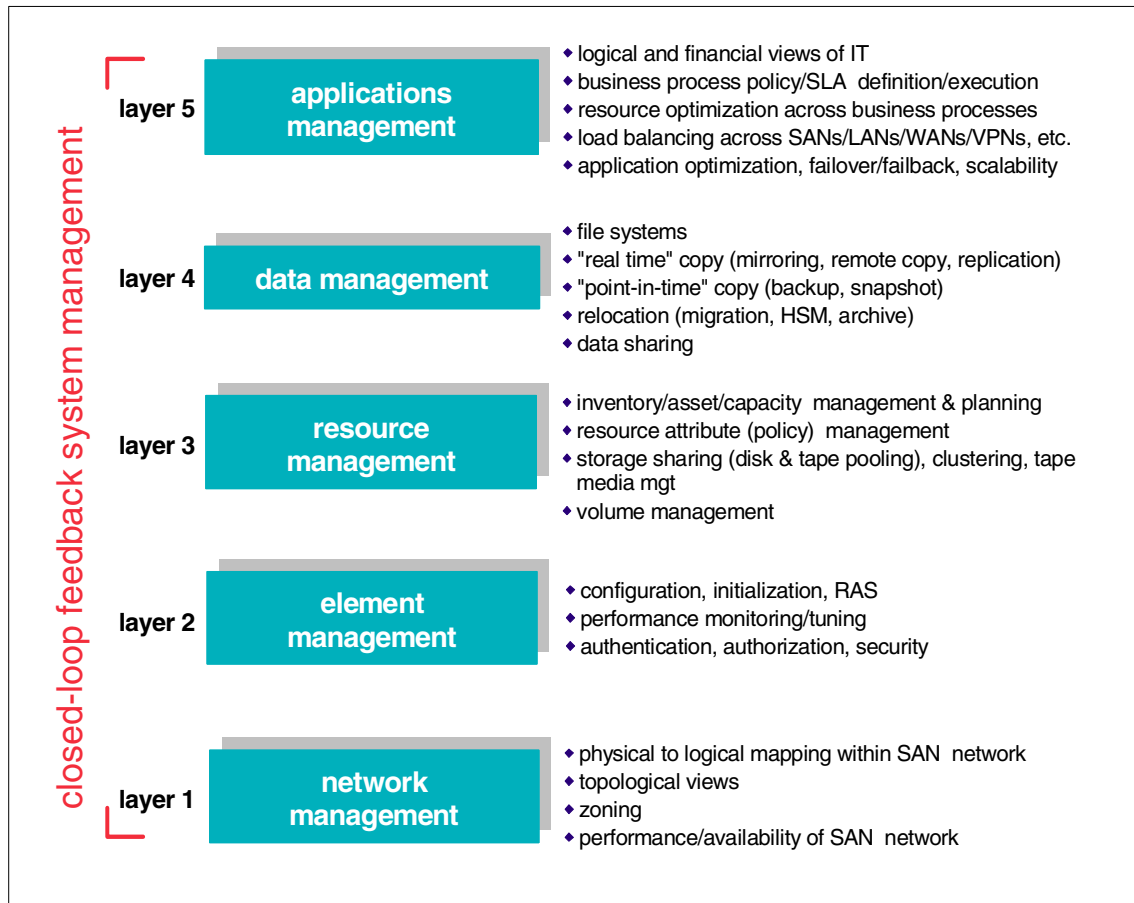 closed-loop feedback system management
layer 5
applications
management
◆ logical and financial views of IT
◆ business process policy/SLA definition/execution
◆ resource optimization across business processes
◆ load balancing across SANs/LANs/WANs/VPNs, etc.
◆ application optimization, failover/failback, scalability
layer 4
data management
◆ file systems
◆ "real time" copy (mirroring, remote copy, replication)
◆ "point-in-time" copy (backup, snapshot)
◆ relocation (migration, HSM, archive)
◆ data sharing
layer 3
resource
management
◆ inventory/asset/capacity management & planning
◆ resource attribute (policy) management
◆ storage sharing (disk & tape pooling), clustering, tape
media mgt
◆ volume management
layer 2
element
management
◆ configuration, initialization, RAS
◆ performance monitoring/tuning
◆ authentication, authorization, security
layer 1
network
management
◆ physical to logical mapping within SAN network
◆ topological views
◆ zoning
◆ performance/availability of SAN network